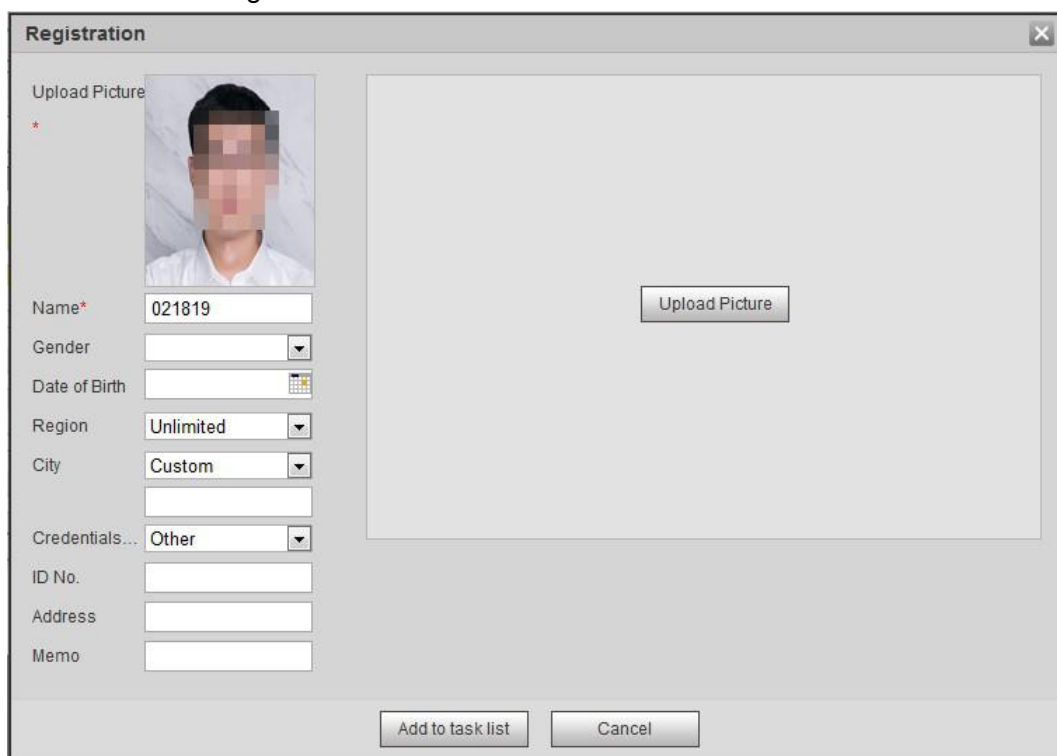 Registration
Upload Picture
*
Name* 021819
Gender
Date of Birth
Region Unlimited
City Custom
Credentials... Other
ID No.
Address
Memo
Upload Picture
Add to task list Cancel